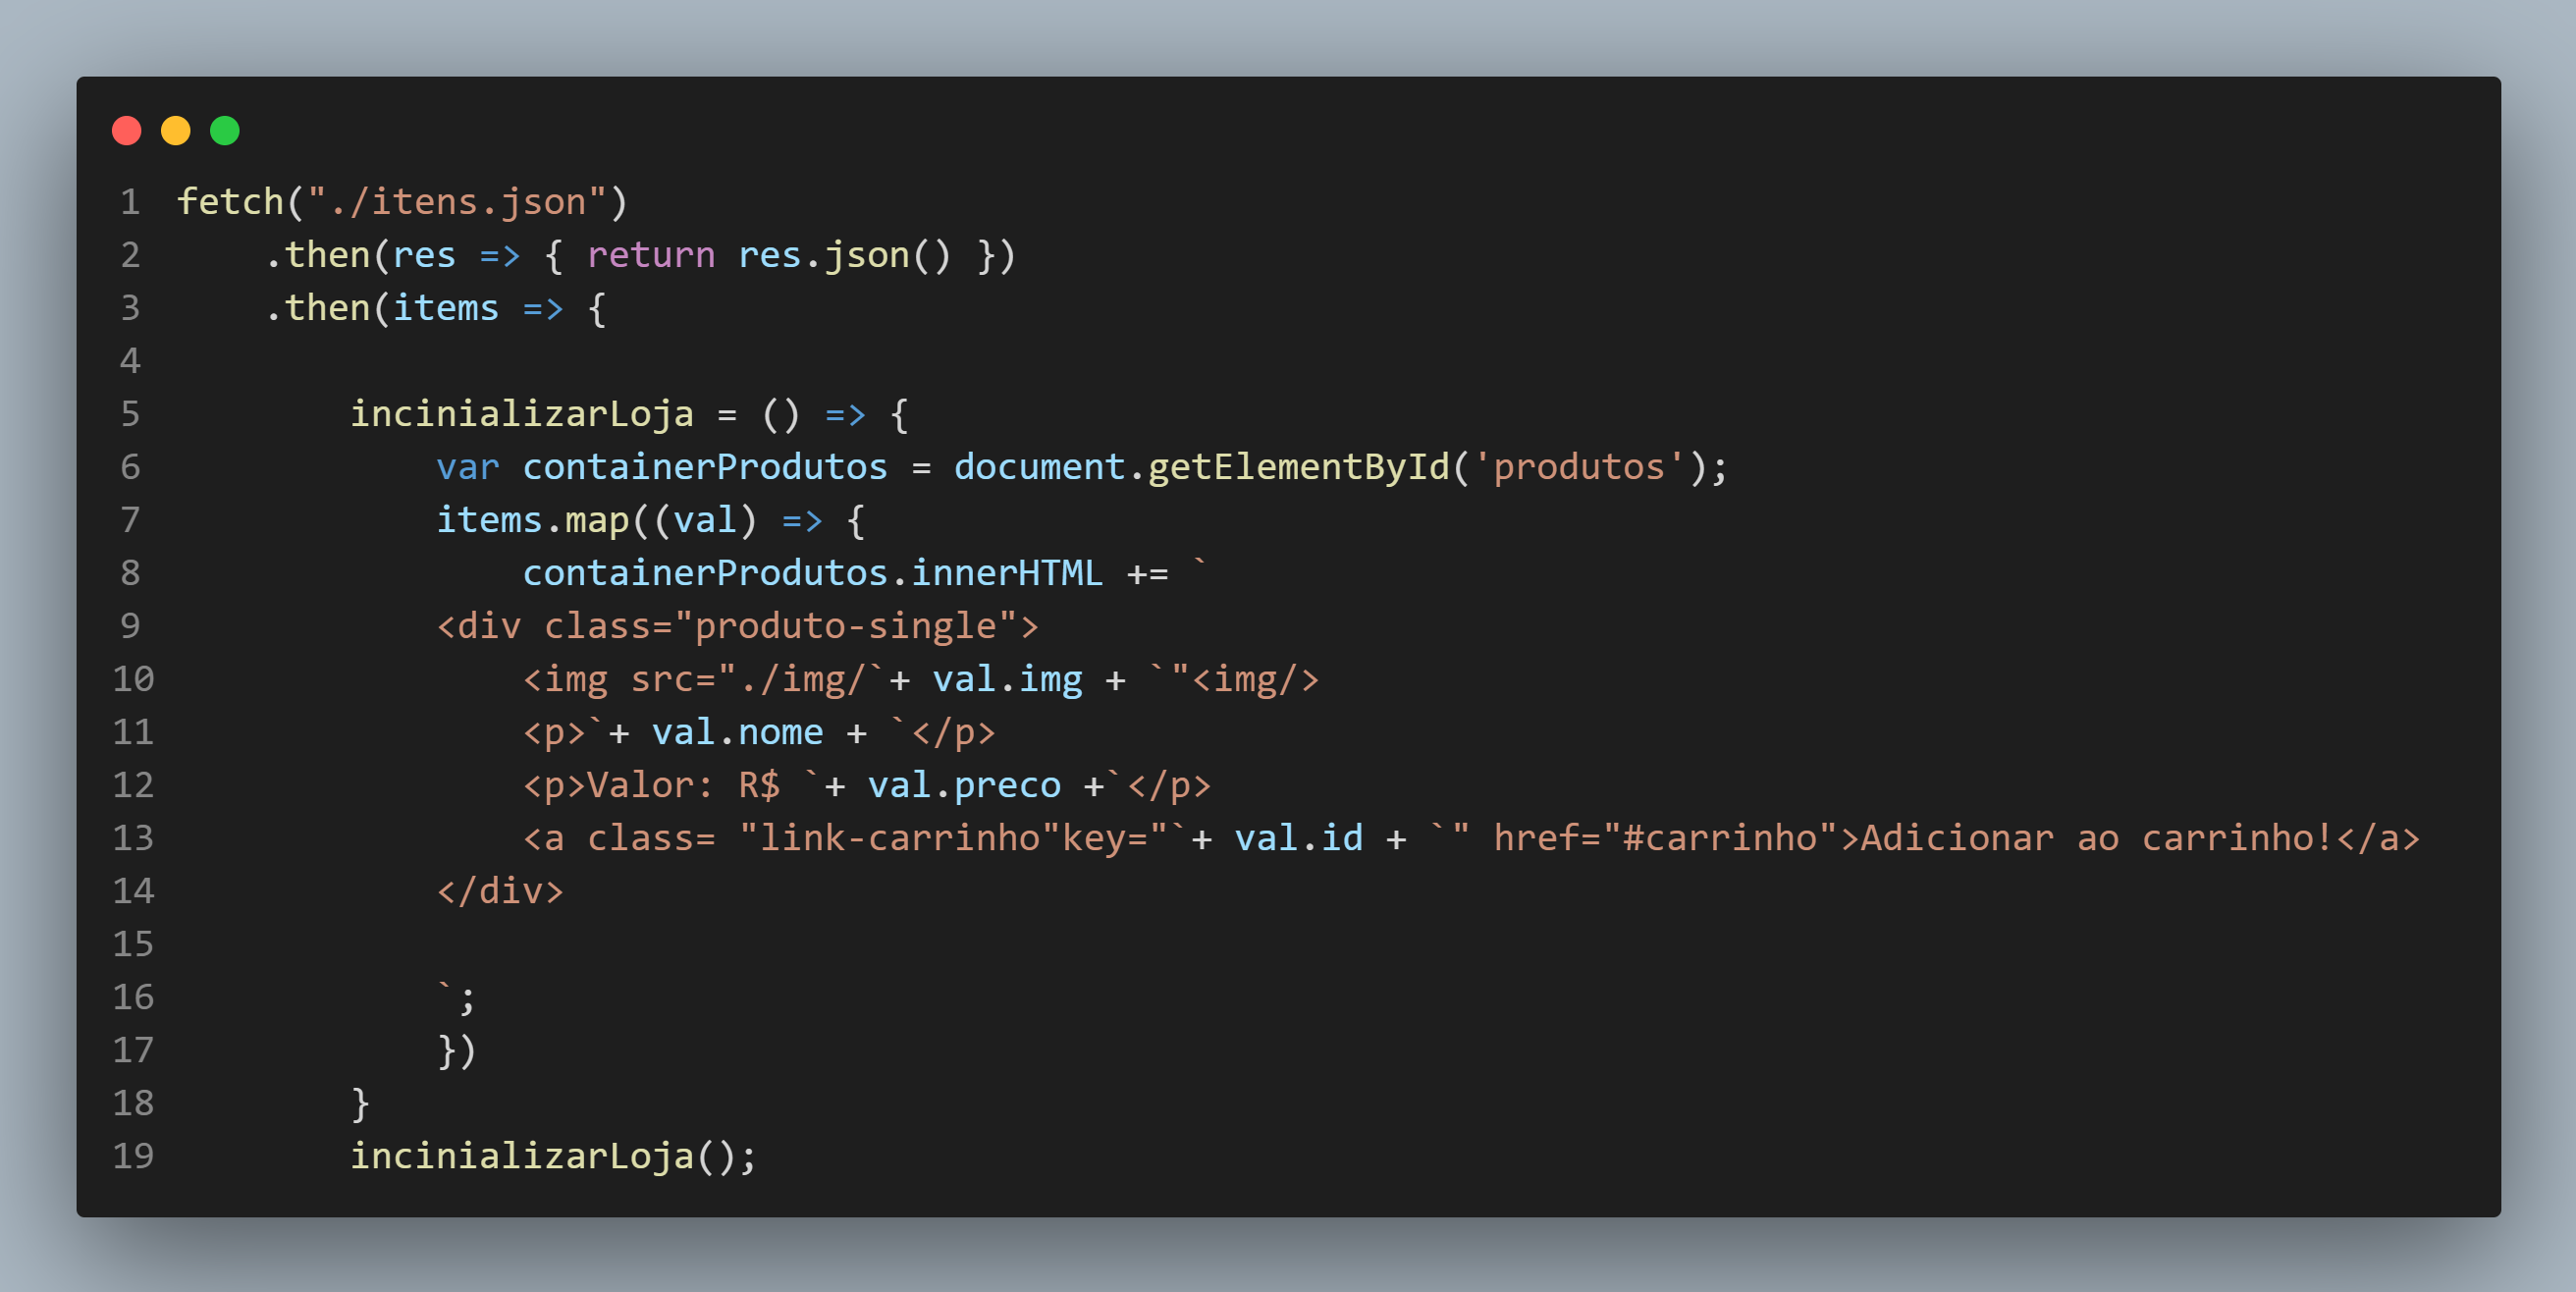 1 fetch("./itens.json")
2     .then(res => { return res.json() })
3     .then(items => {
4
5         incinializarLoja = () => {
6             var containerProdutos = document.getElementById('produtos');
7             items.map((val) => {
8                 containerProdutos.innerHTML += `
9             <div class="produto-single">
10                 <img src="./img/`+ val.img + `"<img/>
11                 <p>`+ val.nome + `</p>
12                 <p>Valor: R$ `+ val.preco +`</p>
13                 <a class= "link-carrinho"key="`+ val.id + `" href="#carrinho">Adicionar ao carrinho!</a>
14             </div>
15
16             `;
17             })
18         }
19         incinializarLoja();